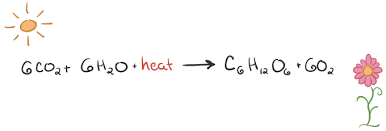 6CO₂ + 6H₂O + heat → C₆H₁₂O₆ + 6O₂